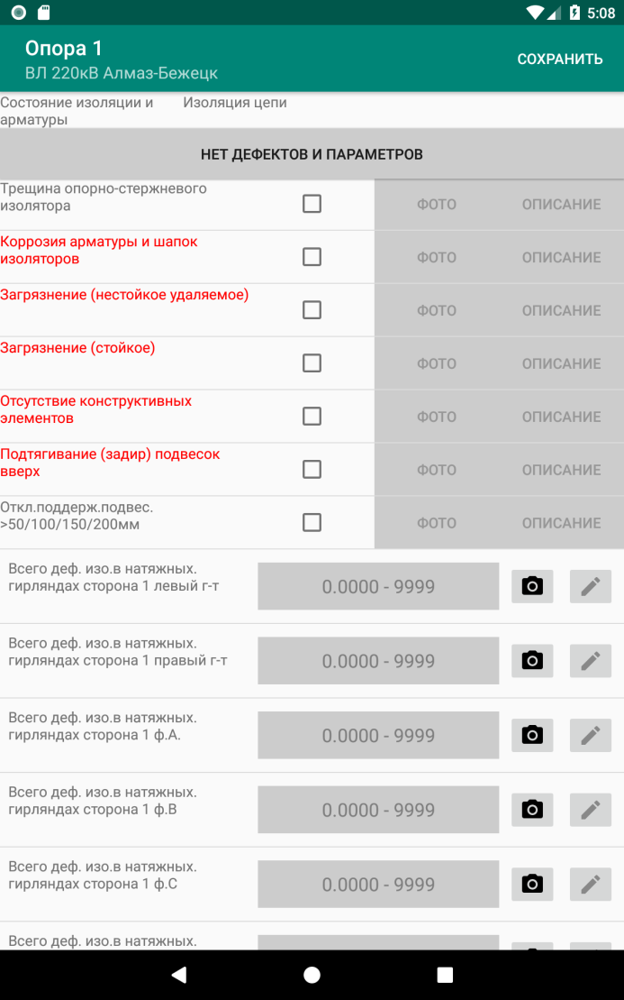 5:08
Опора 1
ВЛ 220кВ Алмаз-Бежецк
СОХРАНИТЬ
Состояние изоляции и
арматуры
Изоляция цепи
НЕТ ДЕФЕКТОВ И ПАРАМЕТРОВ
Трещина опорно-стержневого
изолятора
ФОТО
ОПИСАНИЕ
Коррозия арматуры и шапок
изоляторов
ФОТО
ОПИСАНИЕ
Загрязнение (нестойкое удаляемое)
ФОТО
ОПИСАНИЕ
Загрязнение (стойкое)
ФОТО
ОПИСАНИЕ
Отсутствие конструктивных
элементов
ФОТО
ОПИСАНИЕ
Подтягивание (задир) подвесок
вверх
ФОТО
ОПИСАНИЕ
Откл.поддерж.подвес.
>50/100/150/200мм
ФОТО
ОПИСАНИЕ
Всего деф. изо.в натяжных.
гирляндах сторона 1 левый г-т
0.0000 - 9999
Всего деф. изо.в натяжных.
гирляндах сторона 1 правый г-т
0.0000 - 9999
Всего деф. изо.в натяжных.
гирляндах сторона 1 ф.А.
0.0000 - 9999
Всего деф. изо.в натяжных.
гирляндах сторона 1 ф.В
0.0000 - 9999
Всего деф. изо.в натяжных.
гирляндах сторона 1 ф.С
0.0000 - 9999
Всего деф. изо.в натяжных.